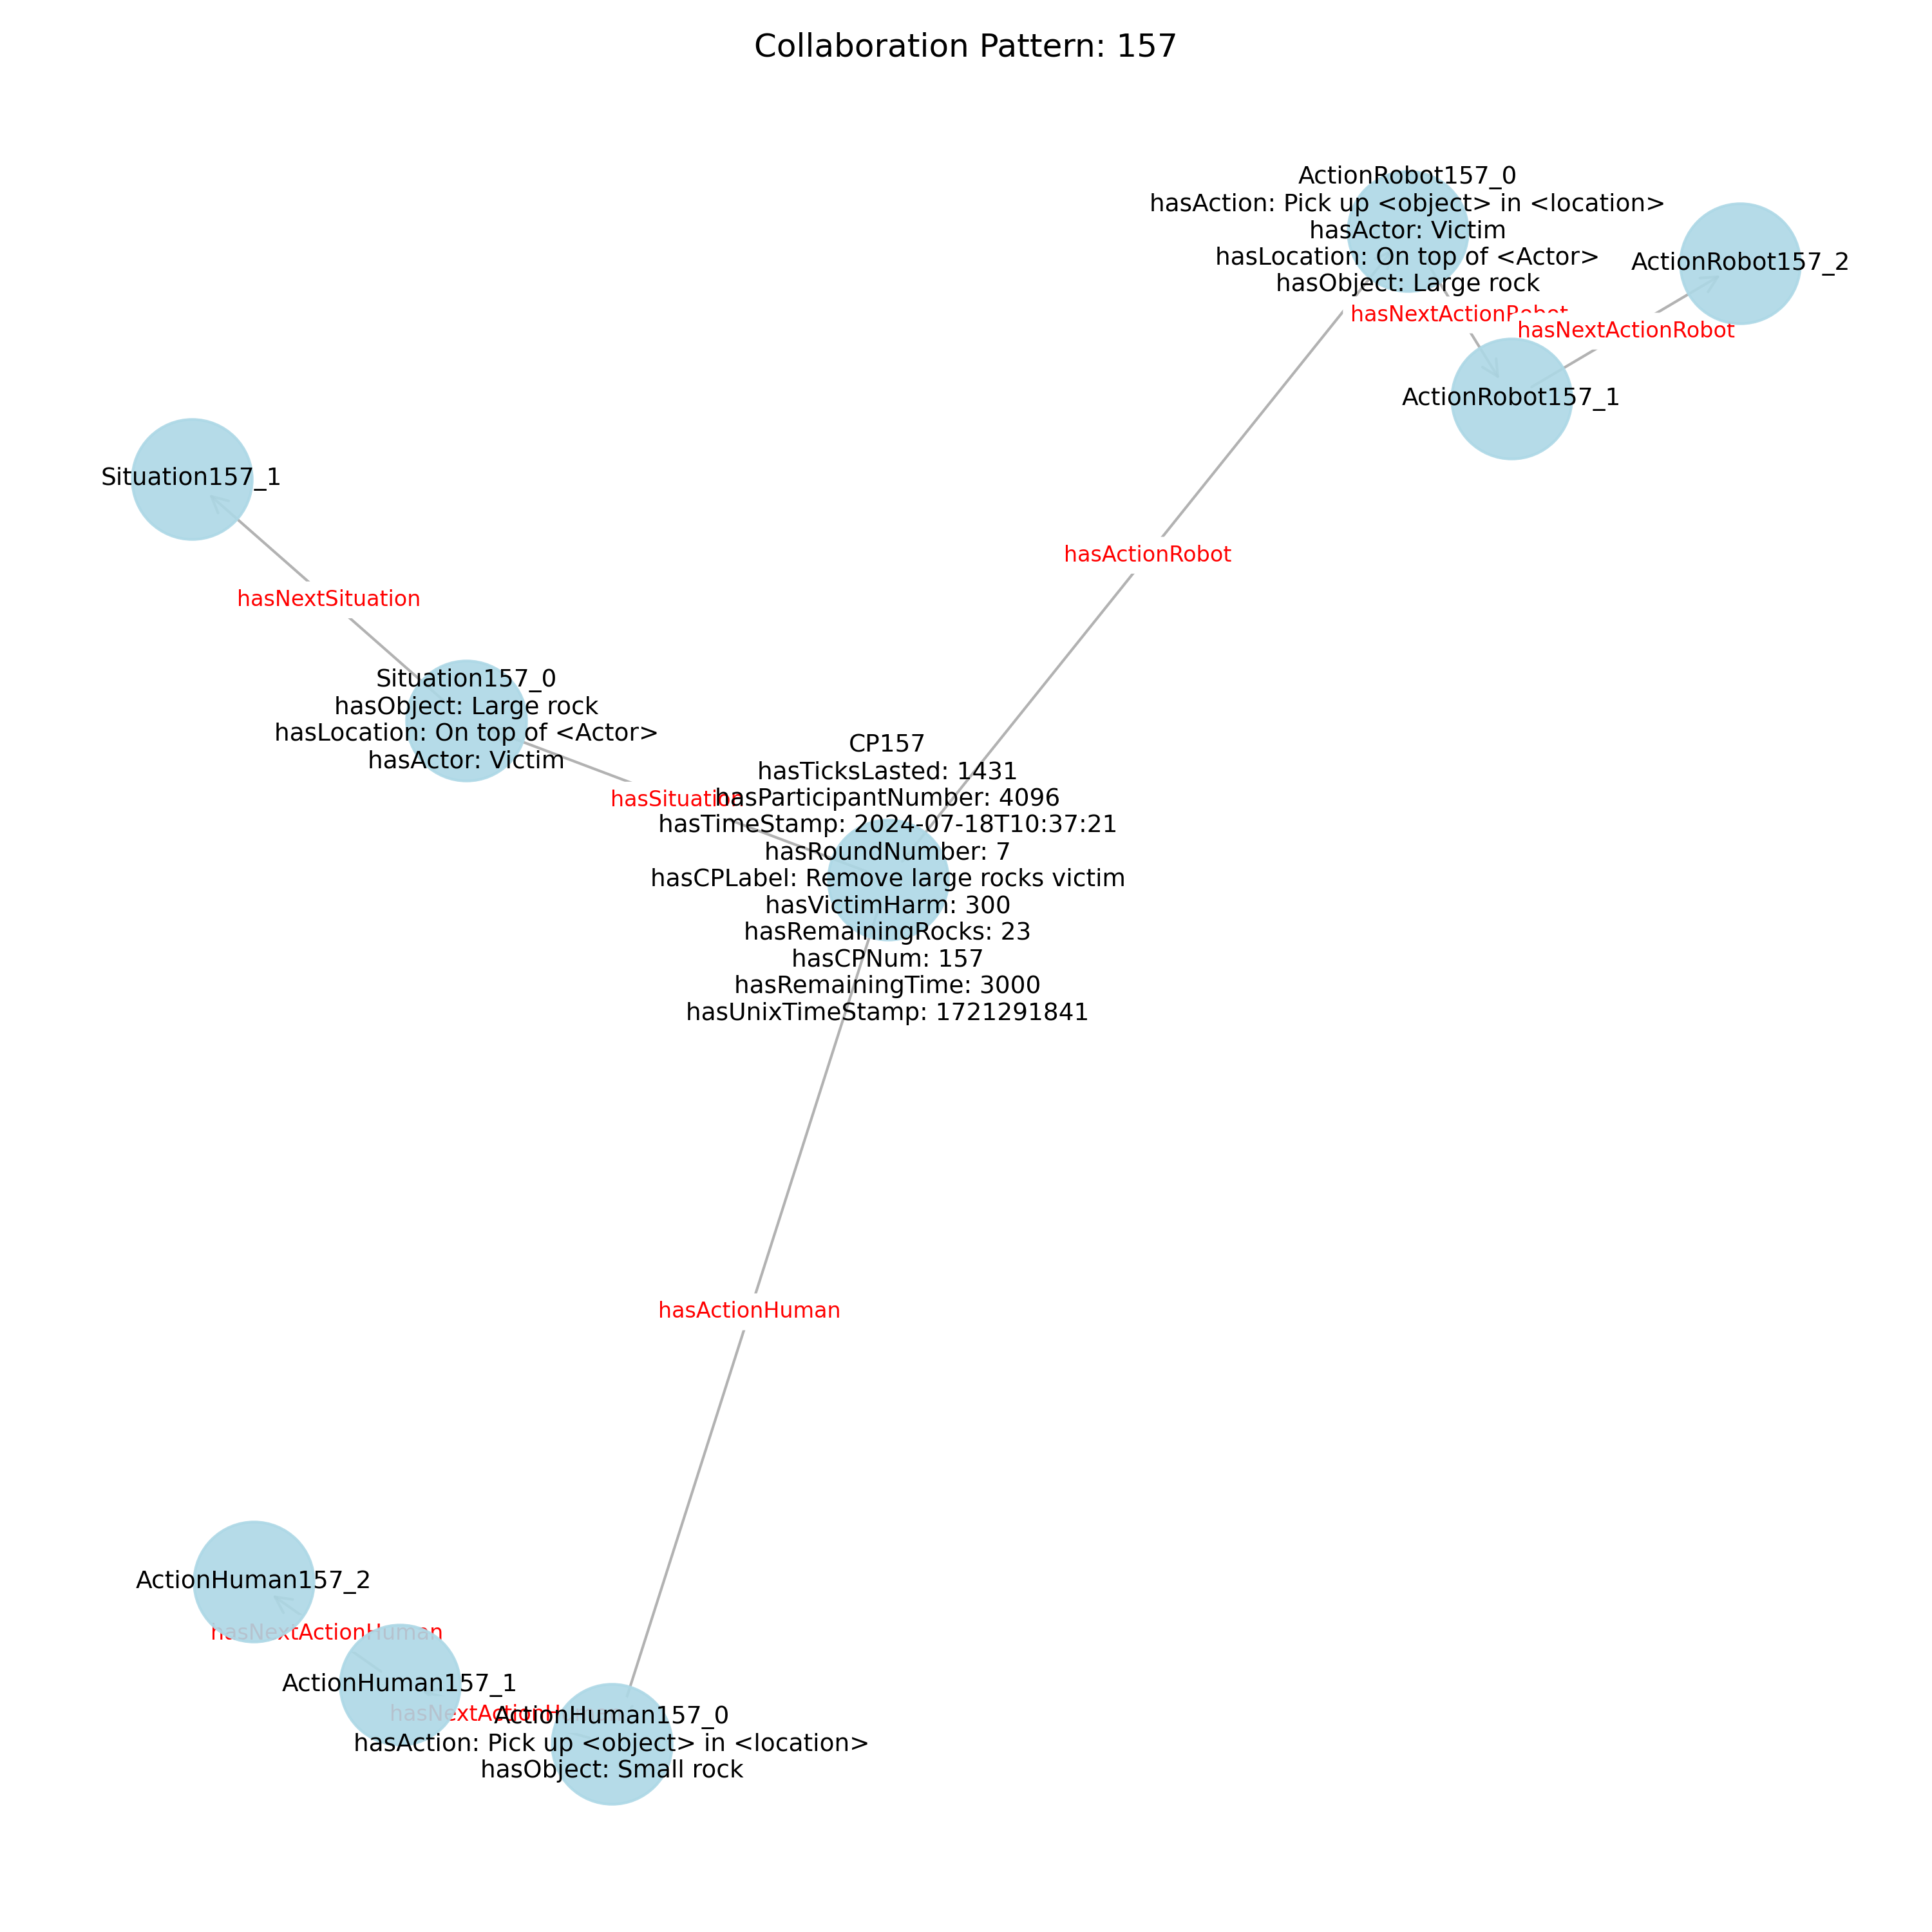 Collaboration Pattern: 157
ActionRobot157_0
hasAction: Pick up <object> in <location>
hasActor: Victim
hasLocation: On top of <Actor>
hasObject: Large rock
ActionRobot157_2
hasNextActionRobot
hasNextActionRobot
ActionRobot157_1
Situation157_1
hasActionRobot
hasNextSituation
Situation157_0
hasObject: Large rock
hasLocation: On top of <Actor>
hasActor: Victim
hasSituation
CP157
hasTicksLasted: 1431
hasParticipantNumber: 4096
hasTimeStamp: 2024-07-18T10:37:21
hasRoundNumber: 7
hasCPLabel: Remove large rocks victim
hasVictimHarm: 300
hasRemainingRocks: 23
hasCPNum: 157
hasRemainingTime: 3000
hasUnixTimeStamp: 1721291841
hasActionHuman
ActionHuman157_2
hasNextActionHuman
ActionHuman157_1
hasNextActionH
ActionHuman157_0
hasAction: Pick up <object> in <location>
hasObject: Small rock